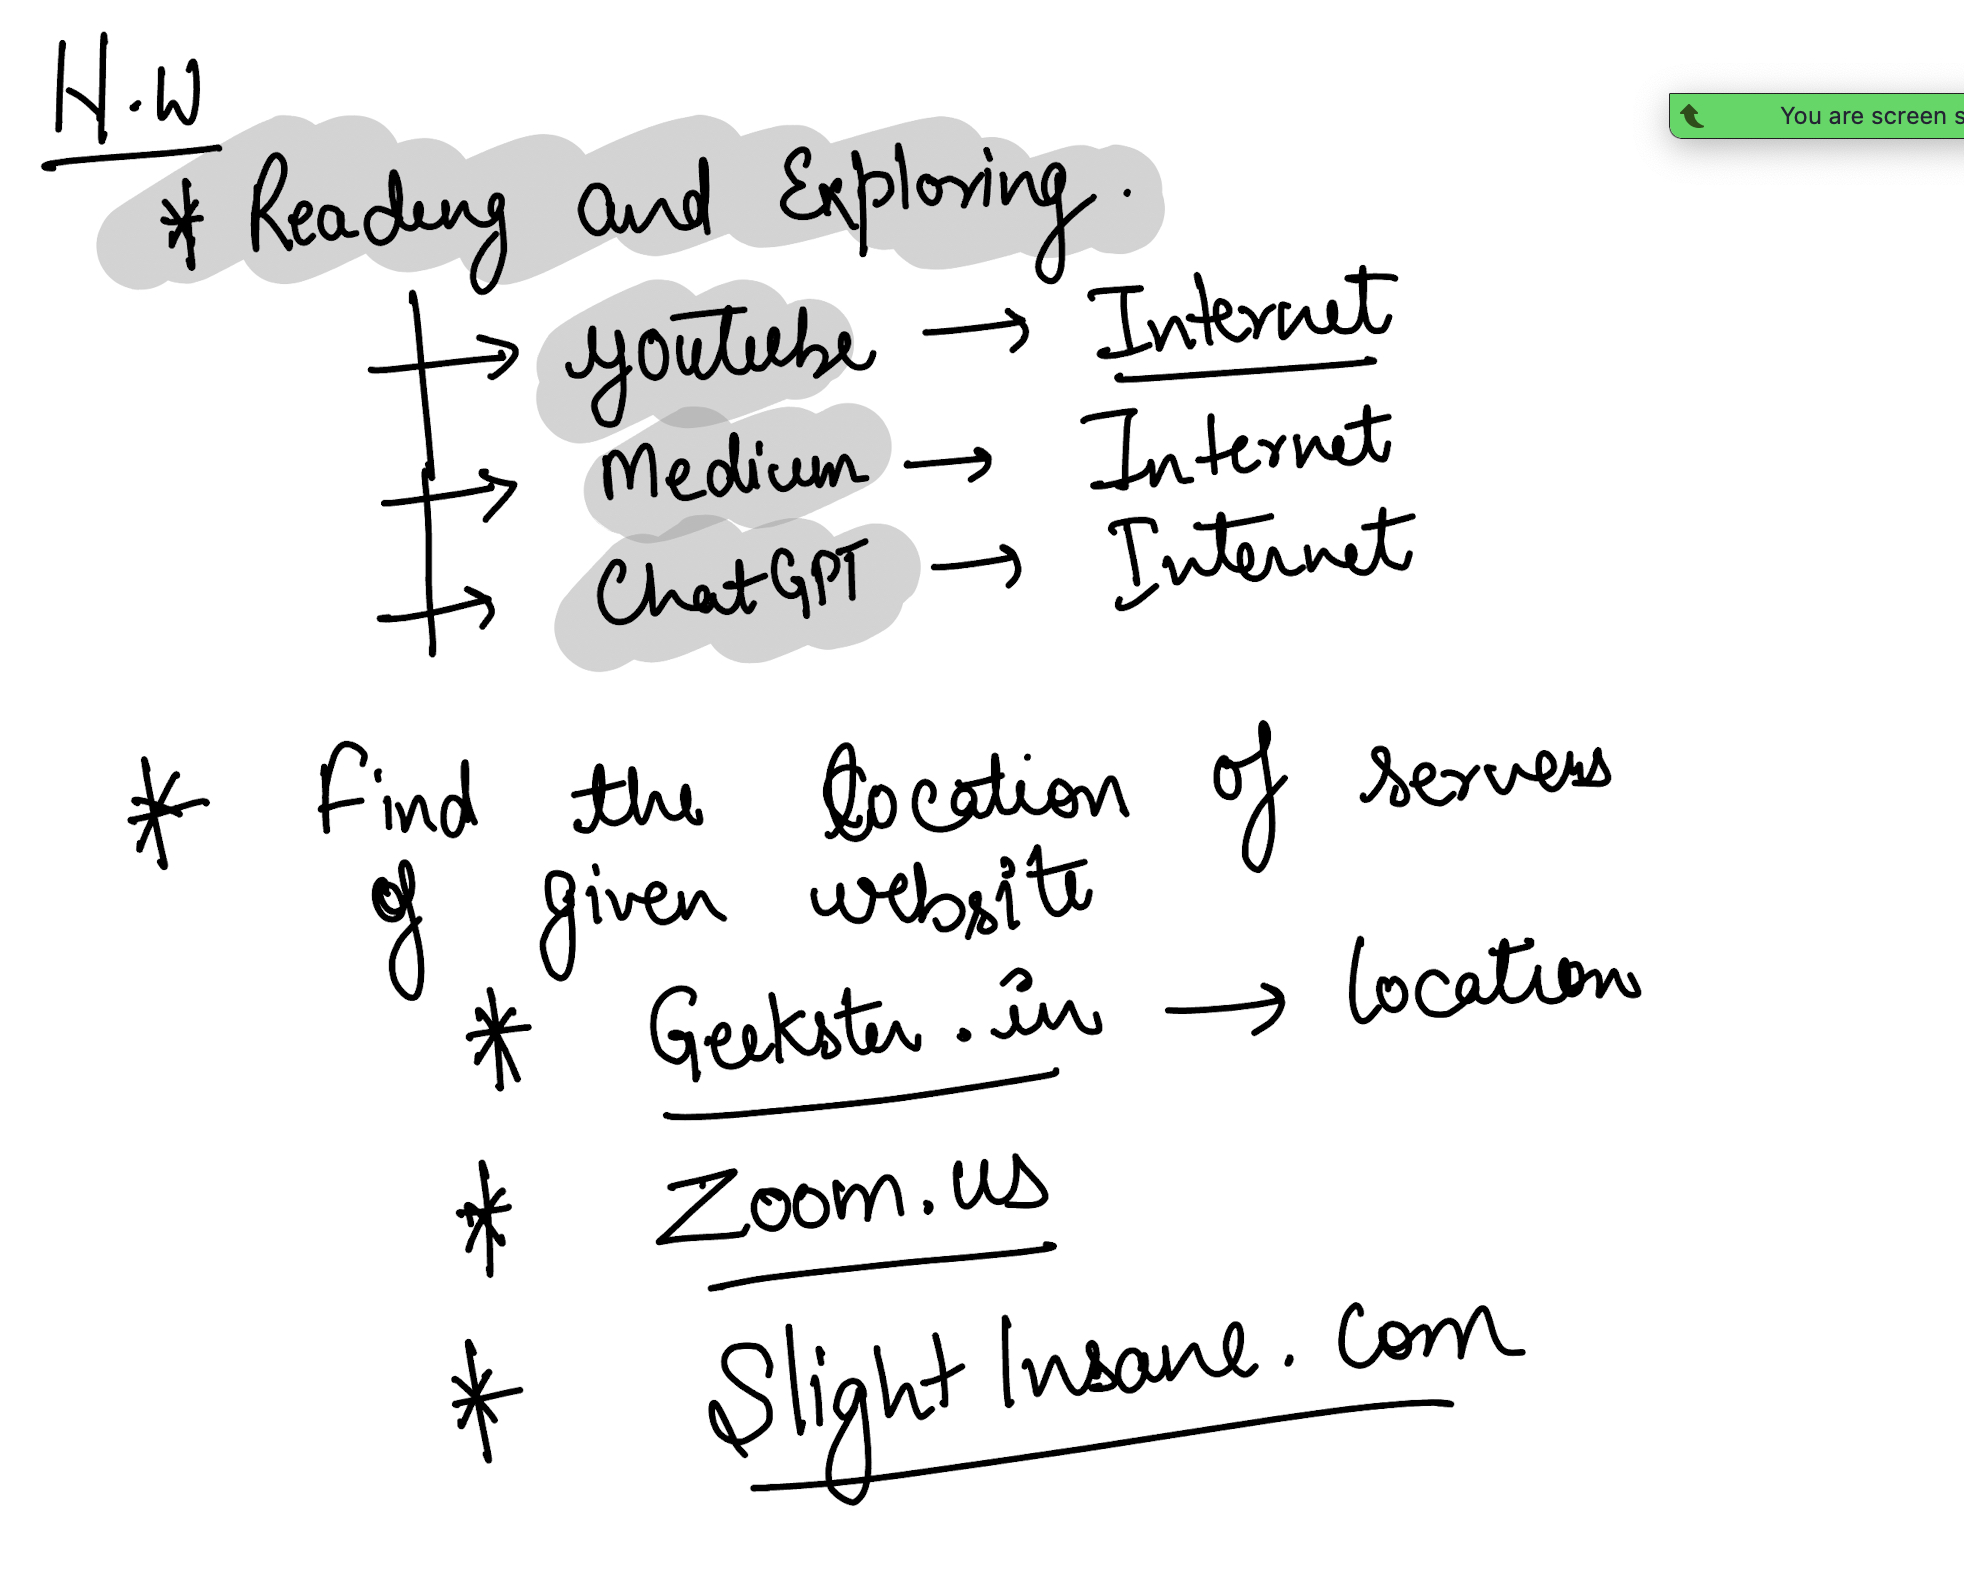 H.W
* Reading and Exploring.
You are screen s
→ youtube → Internet
→ Medium → Internet
→ ChatGPT → Internet
* Find the location of servers
of given website
* Geekster.in → location
* Zoom.us
* SlightInsane.com